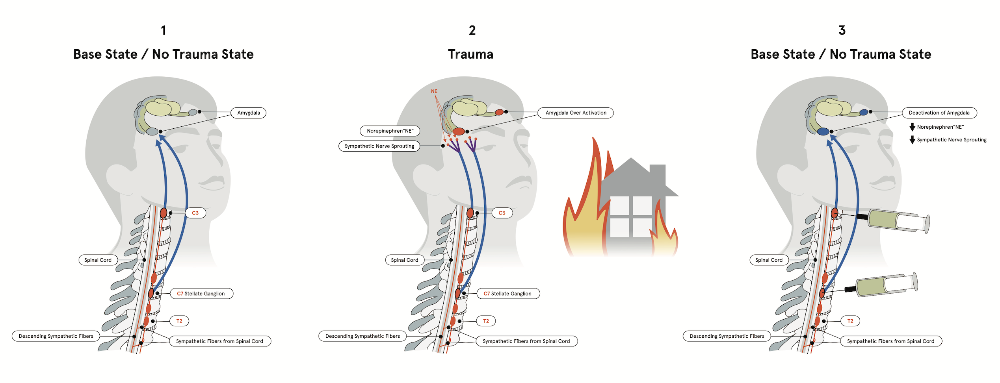 1
Base State / No Trauma State
Amygdala
C3
Spinal Cord
C7 Stellate Ganglion
T2
Descending Sympathetic Fibers
Sympathetic Fibers from Spinal Cord
2
Trauma
NE
Amygdala Over Activation
Norepinephren"NE"
Sympathetic Nerve Sprouting
C3
Spinal Cord
C7 Stellate Ganglion
T2
Descending Sympathetic Fibers
Sympathetic Fibers from Spinal Cord
3
Base State / No Trauma State
Deactivation of Amygdala
Norepinephren"NE"
Sympathetic Nerve Sprouting
Spinal Cord
T2
Descending Sympathetic Fibers
Sympathetic Fibers from Spinal Cord